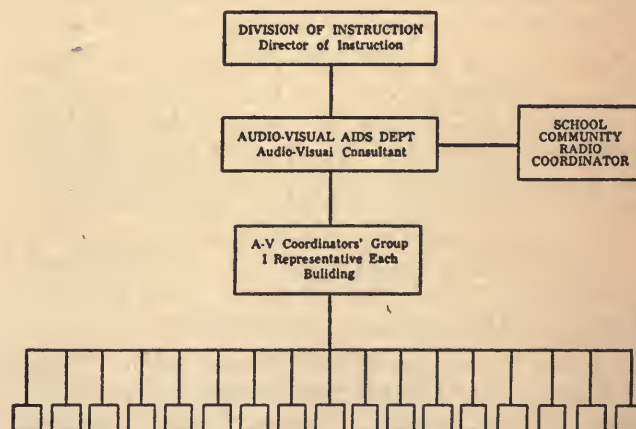 DIVISION OF INSTRUCTION
Director of Instruction
AUDIO-VISUAL AIDS DEPT
Audio-Visual Consultant
SCHOOL
COMMUNITY
RADIO
COORDINATOR
A-V Coordinators' Group
1 Representative Each
Building